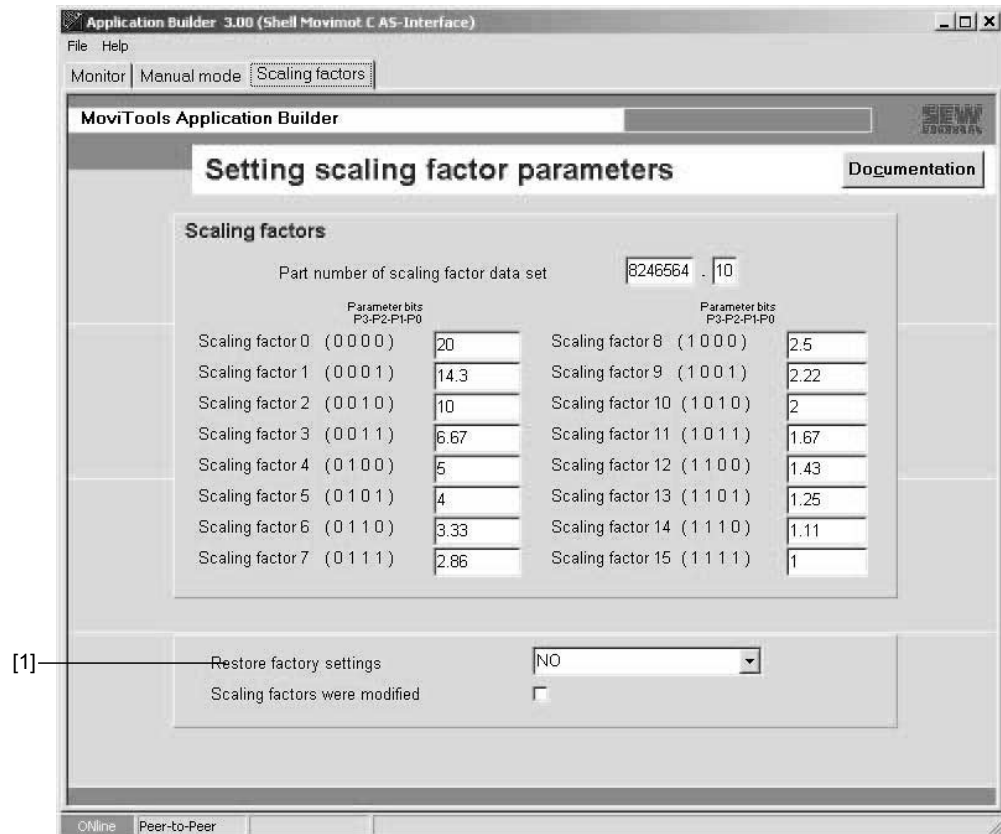 Application Builder 3.00 (Shell Movimot C AS-Interface)
File Help
Monitor Manual mode Scaling factors
MoviTools Application Builder
SEW
EURODRIVE
Setting scaling factor parameters
Documentation
Scaling factors
Part number of scaling factor data set 8246564 . 10
Parameter bits Parameter bits
P3-P2-P1-P0 P3-P2-P1-P0
Scaling factor 0 ( 0 0 0 0 ) 20 Scaling factor 8 ( 1 0 0 0 ) 2.5
Scaling factor 1 ( 0 0 0 1 ) 14.3 Scaling factor 9 ( 1 0 0 1 ) 2.22
Scaling factor 2 ( 0 0 1 0 ) 10 Scaling factor 10 ( 1 0 1 0 ) 2
Scaling factor 3 ( 0 0 1 1 ) 6.67 Scaling factor 11 ( 1 0 1 1 ) 1.67
Scaling factor 4 ( 0 1 0 0 ) 5 Scaling factor 12 ( 1 1 0 0 ) 1.43
Scaling factor 5 ( 0 1 0 1 ) 4 Scaling factor 13 ( 1 1 0 1 ) 1.25
Scaling factor 6 ( 0 1 1 0 ) 3.33 Scaling factor 14 ( 1 1 1 0 ) 1.11
Scaling factor 7 ( 0 1 1 1 ) 2.86 Scaling factor 15 ( 1 1 1 1 ) 1
[1] Restore factory settings NO
Scaling factors were modified
ONline Peer-to-Peer